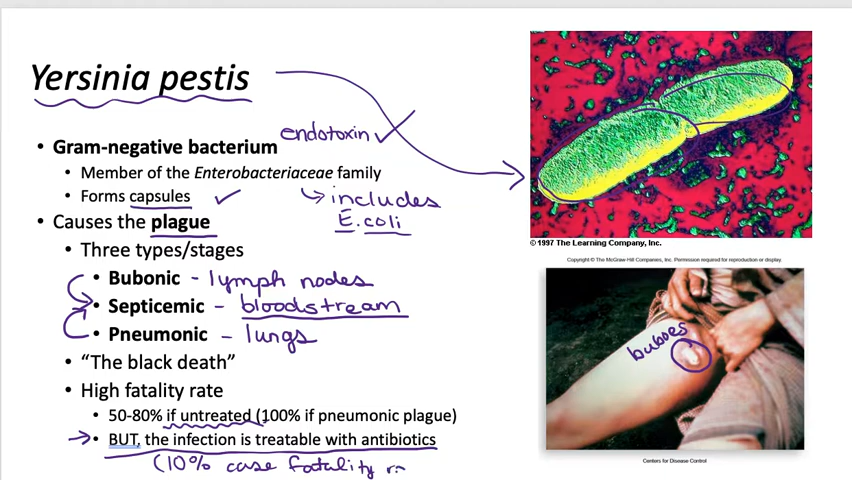 Yersinia pestis
endotoxin
• Gram-negative bacterium
• Member of the Enterobacteriaceae family
• Forms capsules
includes
E.coli
• Causes the plague
• Three types/stages
• Bubonic - lymph nodes
• Septicemic - bloodstream
• Pneumonic - lungs
• “The black death”
• High fatality rate
• 50-80% if untreated (100% if pneumonic plague)
• BUT, the infection is treatable with antibiotics
(10% case fatality r
© 1997 The Learning Company, Inc.
Copyright © The McGraw-Hill Companies, Inc. Permission required for reproduction or display.
buboes
Centers for Disease Control